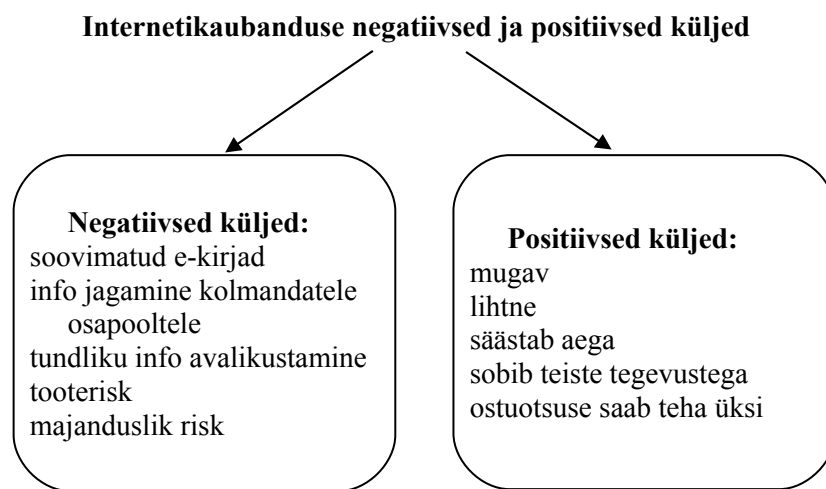 Internetikaubanduse negatiivsed ja positiivsed küljed
Negatiivsed küljed:
soovimatud e-kirjad
info jagamine kolmandatele
osapooltele
tundliku info avalikustamine
tooterisk
majanduslik risk
Positiivsed küljed:
mugav
lihtne
säästab aega
sobib teiste tegevustega
ostuotsuse saab teha üksi